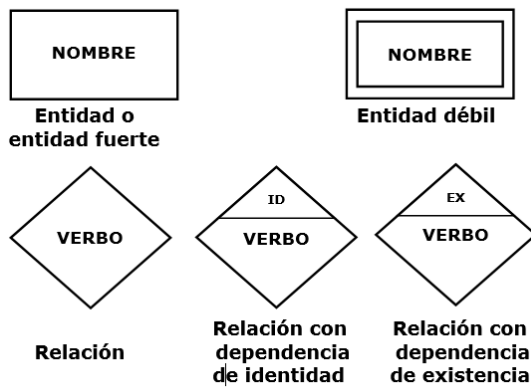 NOMBRE
NOMBRE
Entidad o
entidad fuerte
Entidad débil
VERBO
ID
VERBO
EX
VERBO
Relación
Relación con
dependencia
de identidad
Relación con
dependencia
de existencia